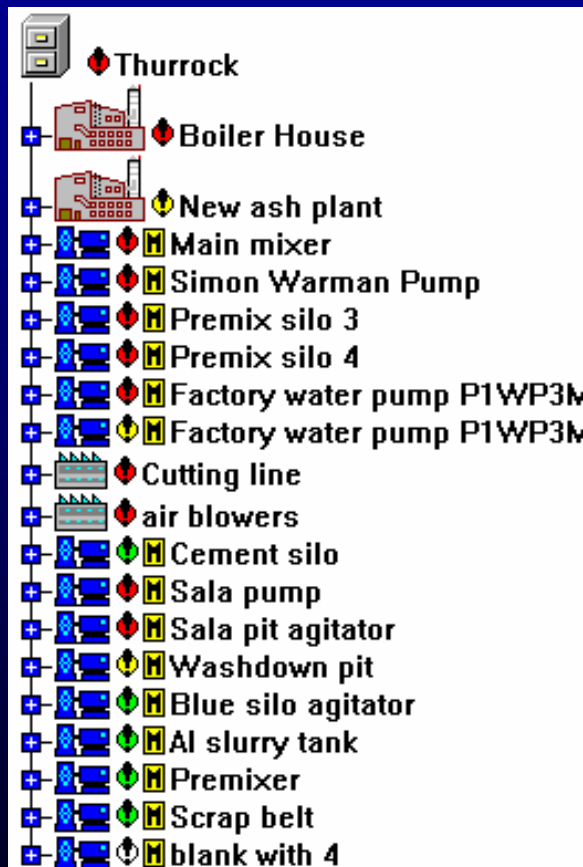 Thurrock
Boiler House
New ash plant
M Main mixer
M Simon Warman Pump
M Premix silo 3
M Premix silo 4
M Factory water pump P1WP3M
M Factory water pump P1WP3M
Cutting line
air blowers
M Cement silo
M Sala pump
M Sala pit agitator
M Washdown pit
M Blue silo agitator
M Al slurry tank
M Premixer
M Scrap belt
M blank with 4